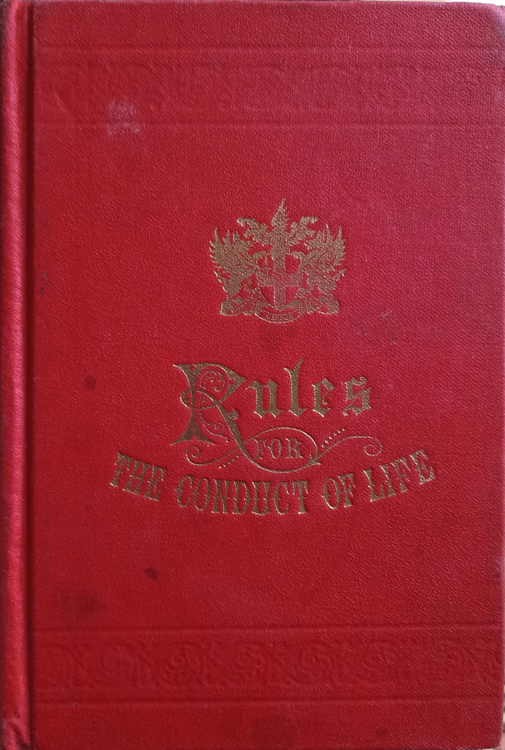 Rules
FOR
THE CONDUCT OF LIFE